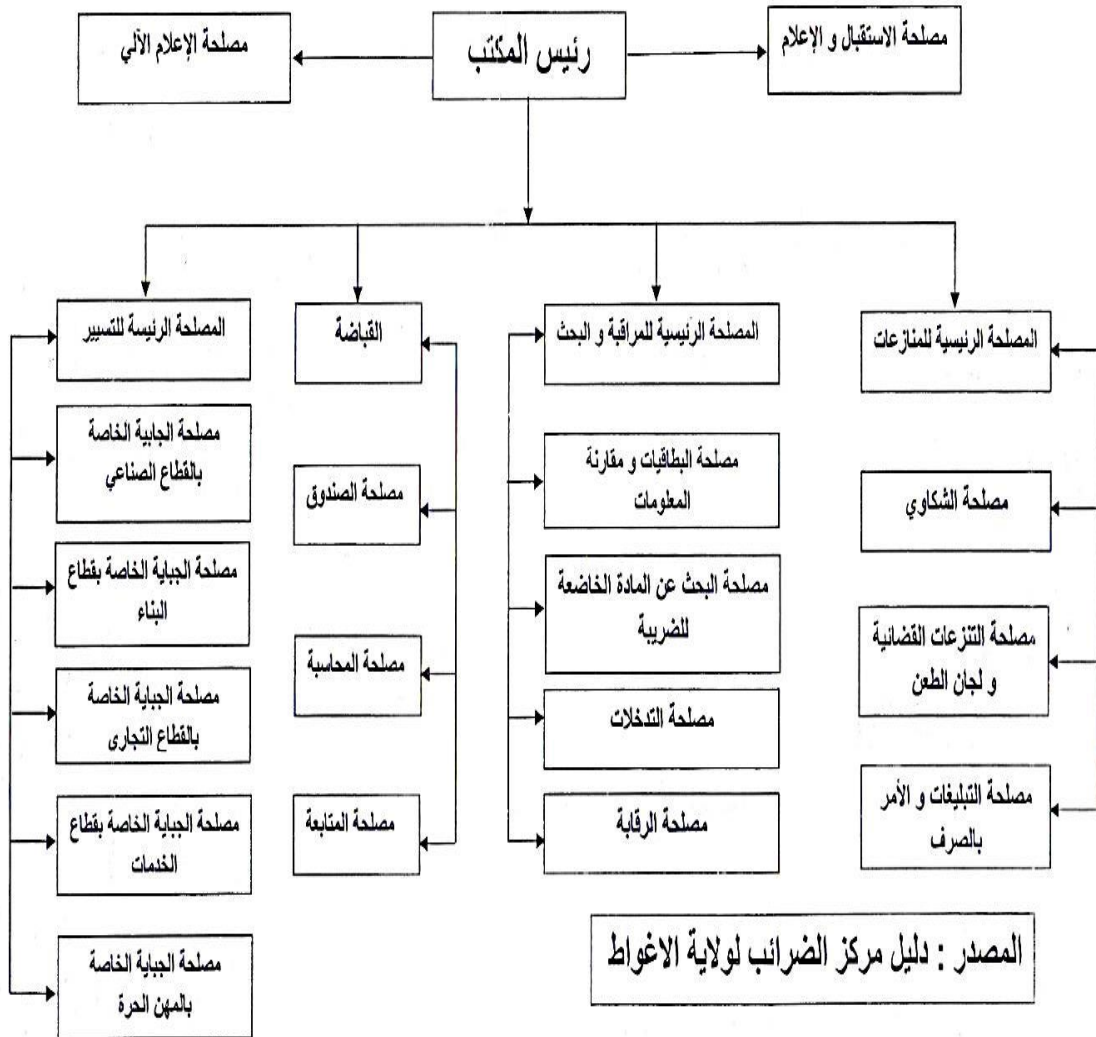 مصلحة الاستقبال و الإعلام
رئيس المكتب
مصلحة الإعلام الآلي
المصلحة الرئيسية للمنازعات
مصلحة الشكاوي
مصلحة التنزعات القضائية
و لجان الطعن
مصلحة التبليغات و الأمر
بالصرف
المصلحة الرئيسية للمراقبة و البحث
مصلحة البطاقيات و مقارنة
المعلومات
مصلحة البحث عن المادة الخاضعة
للضريبة
مصلحة التدخلات
مصلحة الرقابة
القباضة
مصلحة الصندوق
مصلحة المحاسبة
مصلحة المتابعة
المصلحة الرئيسة للتسيير
مصلحة الجابية الخاصة
بالقطاع الصناعي
مصلحة الجباية الخاصة بقطاع
البناء
مصلحة الجباية الخاصة
بالقطاع التجارى
مصلحة الجباية الخاصة بقطاع
الخدمات
مصلحة الجباية الخاصة
بالمهن الحرة
المصدر : دليل مركز الضرائب لولاية الاغواط